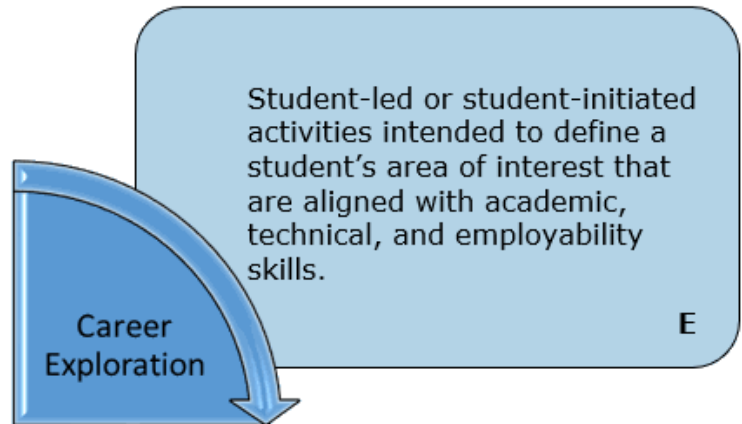 Student-led or student-initiated
activities intended to define a
student's area of interest that
are aligned with academic,
technical, and employability
skills.
E
Career
Exploration